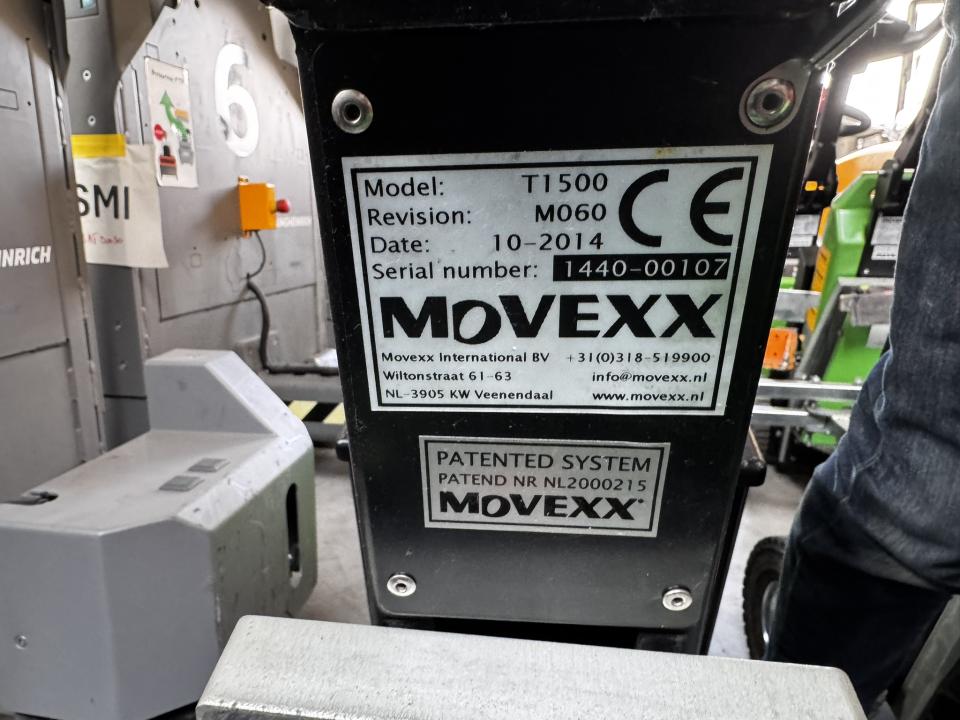 Model: T1500
Revision: M060
Date: 10-2014
Serial number: 1440-00107
CE
MOVEXX
Movexx International BV +31(0)318-519900
Wiltonstraat 61-63 info@movexx.nl
NL-3905 KW Veenendaal www.movexx.nl
PATENTED SYSTEM
PATEND NR NL2000215
MOVEXX
6
SMI
NRICH